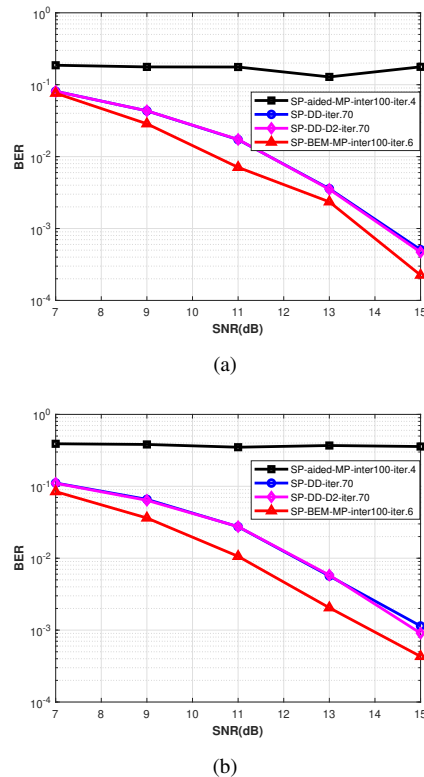 10^0
SP-aided-MP-inter100-iter.4
SP-DD-iter.70
SP-DD-D2-iter.70
SP-BEM-MP-inter100-iter.6
10^-1
10^-2
10^-3
10^-4
BER
7 8 9 10 11 12 13 14 15
SNR(dB)
(a)
10^0
SP-aided-MP-inter100-iter.4
SP-DD-iter.70
SP-DD-D2-iter.70
SP-BEM-MP-inter100-iter.6
10^-1
10^-2
10^-3
10^-4
BER
7 8 9 10 11 12 13 14 15
SNR(dB)
(b)